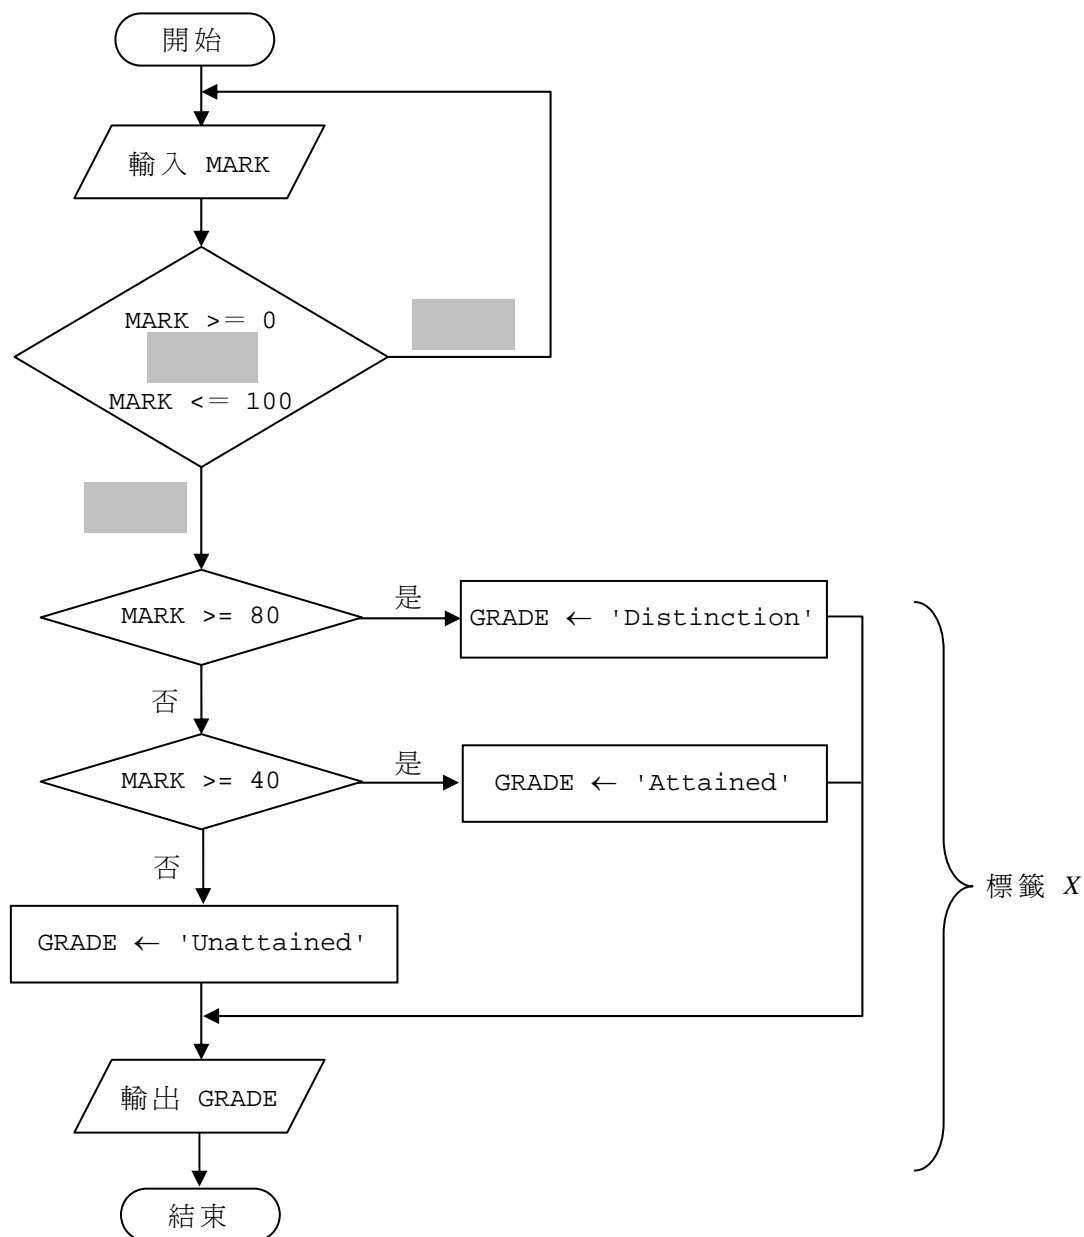 開始
輸入 MARK
MARK >= 0
MARK <= 100
MARK >= 80
是
GRADE ← 'Distinction'
否
MARK >= 40
是
GRADE ← 'Attained'
否
標籤 X
GRADE ← 'Unattained'
輸出 GRADE
結束